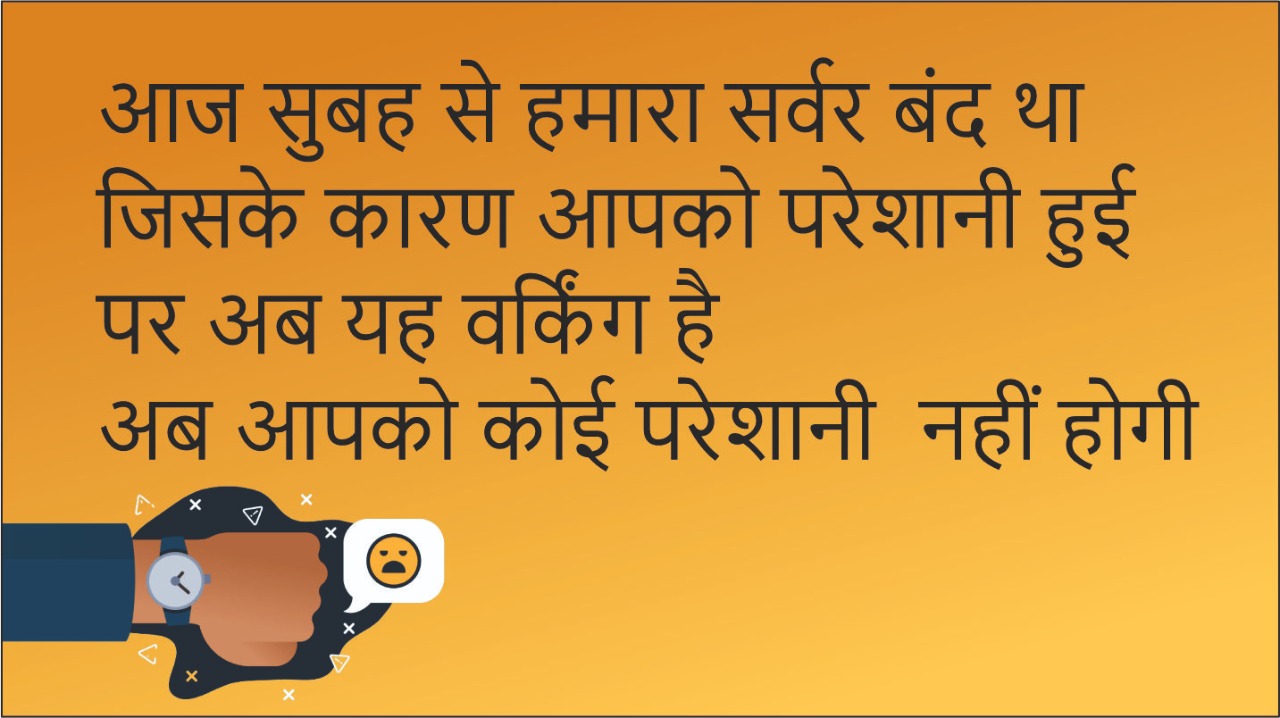 आज सुबह से हमारा सर्वर बंद था
जिसके कारण आपको परेशानी हुई
पर अब यह वर्किंग है
अब आपको कोई परेशानी  नहीं होगी